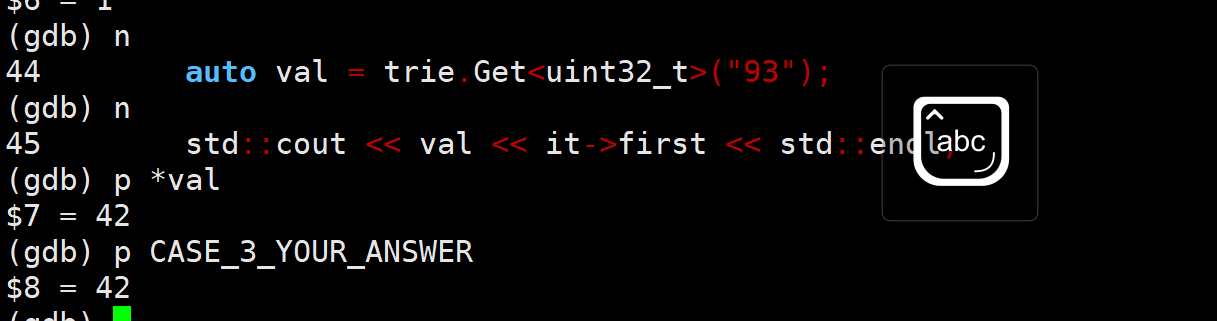 $6 = 1
(gdb) n
44        auto val = trie.Get<uint32_t>("93");
(gdb) n
45        std::cout << val << it->first << std::endl;
abc
(gdb) p *val
$7 = 42
(gdb) p CASE_3_YOUR_ANSWER
$8 = 42
(gdb)